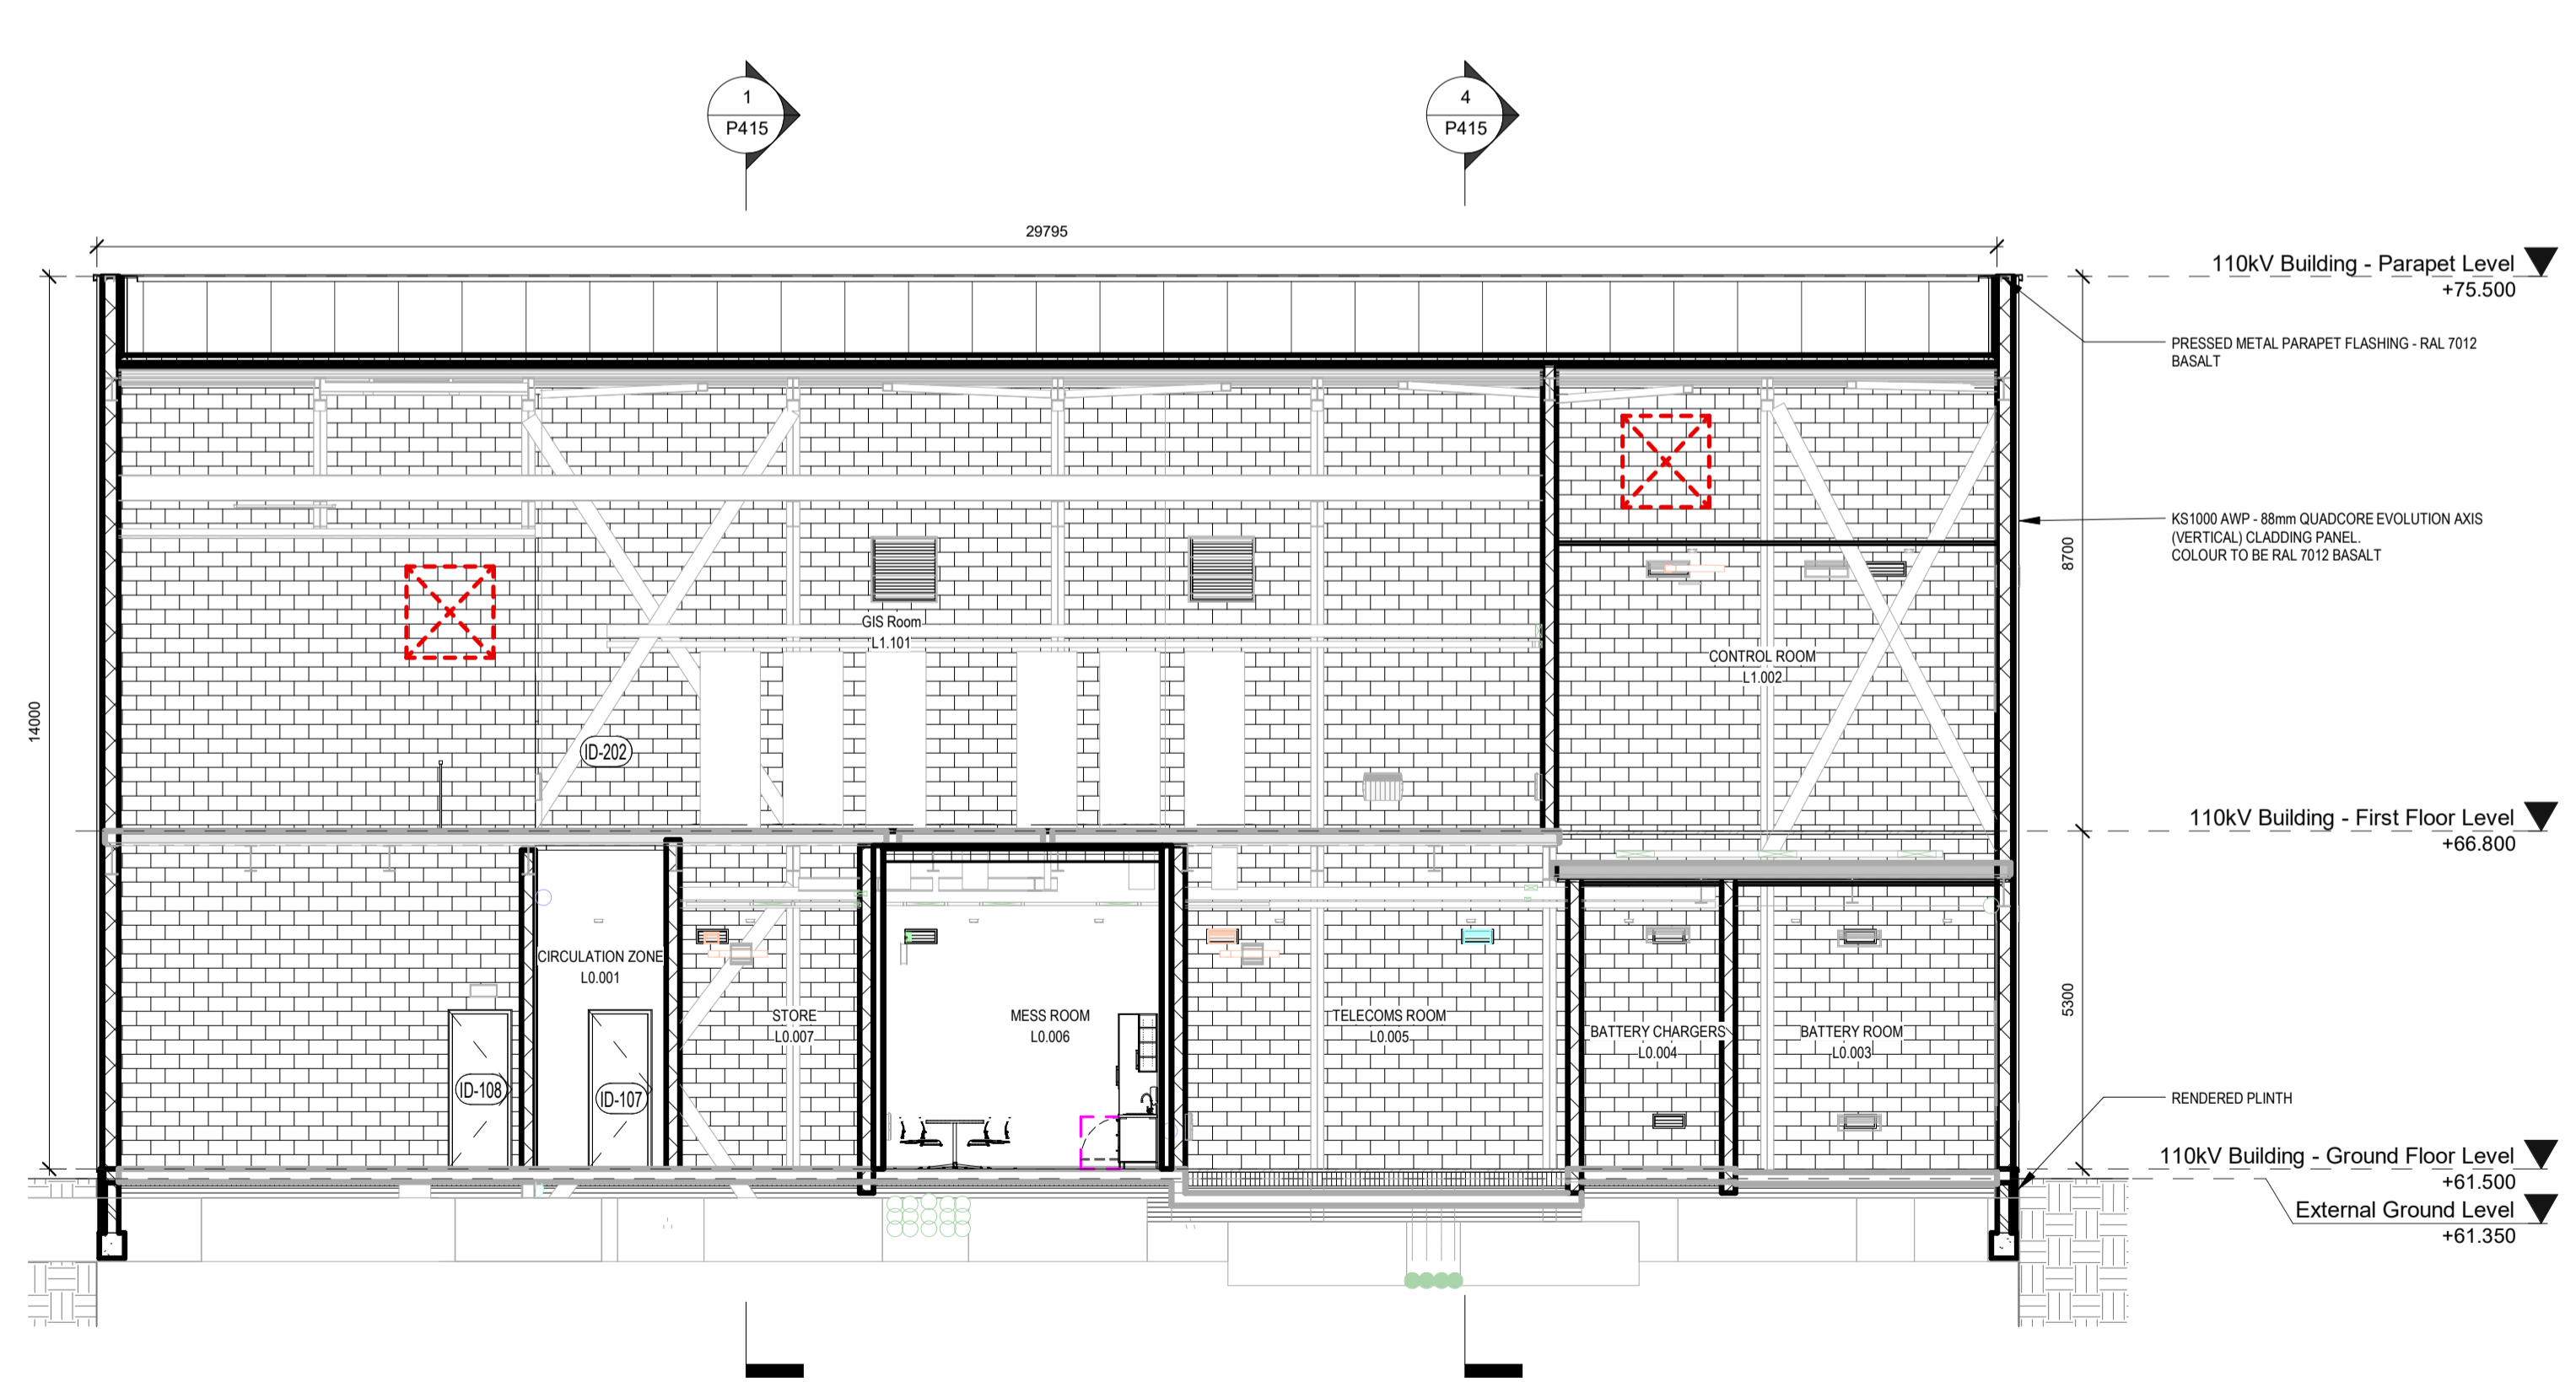 1
P415
4
P415
29795
110kV Building - Parapet Level
+75.500
PRESSED METAL PARAPET FLASHING - RAL 7012
BASALT
KS1000 AWP - 88mm QUADCORE EVOLUTION AXIS
(VERTICAL) CLADDING PANEL.
COLOUR TO BE RAL 7012 BASALT
8700
14000
GIS Room
L1.101
CONTROL ROOM
L1.002
ID-202
110kV Building - First Floor Level
+66.800
CIRCULATION ZONE
L0.001
STORE
L0.007
MESS ROOM
L0.006
TELECOMS ROOM
L0.005
BATTERY CHARGERS
L0.004
BATTERY ROOM
L0.003
5300
ID-108
ID-107
RENDERED PLINTH
110kV Building - Ground Floor Level
+61.500
External Ground Level
+61.350